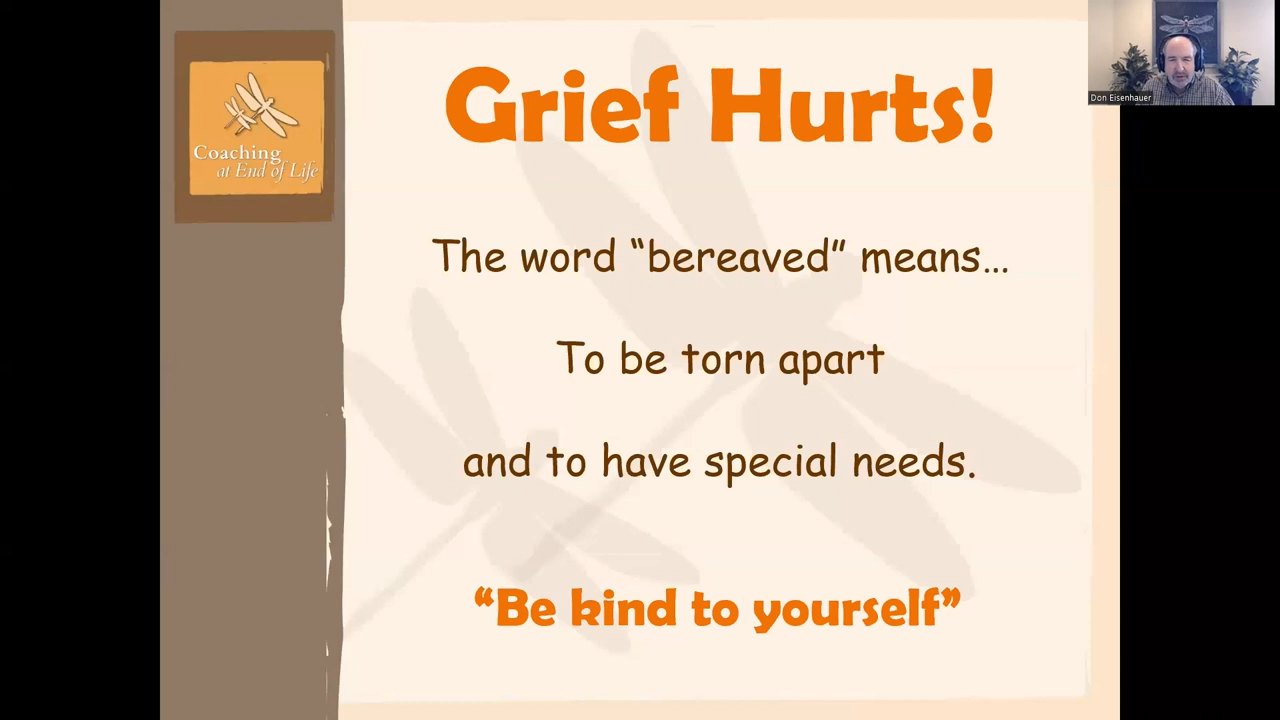 Coaching
at End of Life
Grief Hurts!
The word “bereaved” means…
To be torn apart
and to have special needs.
“Be kind to yourself”
Don Eisenhauer